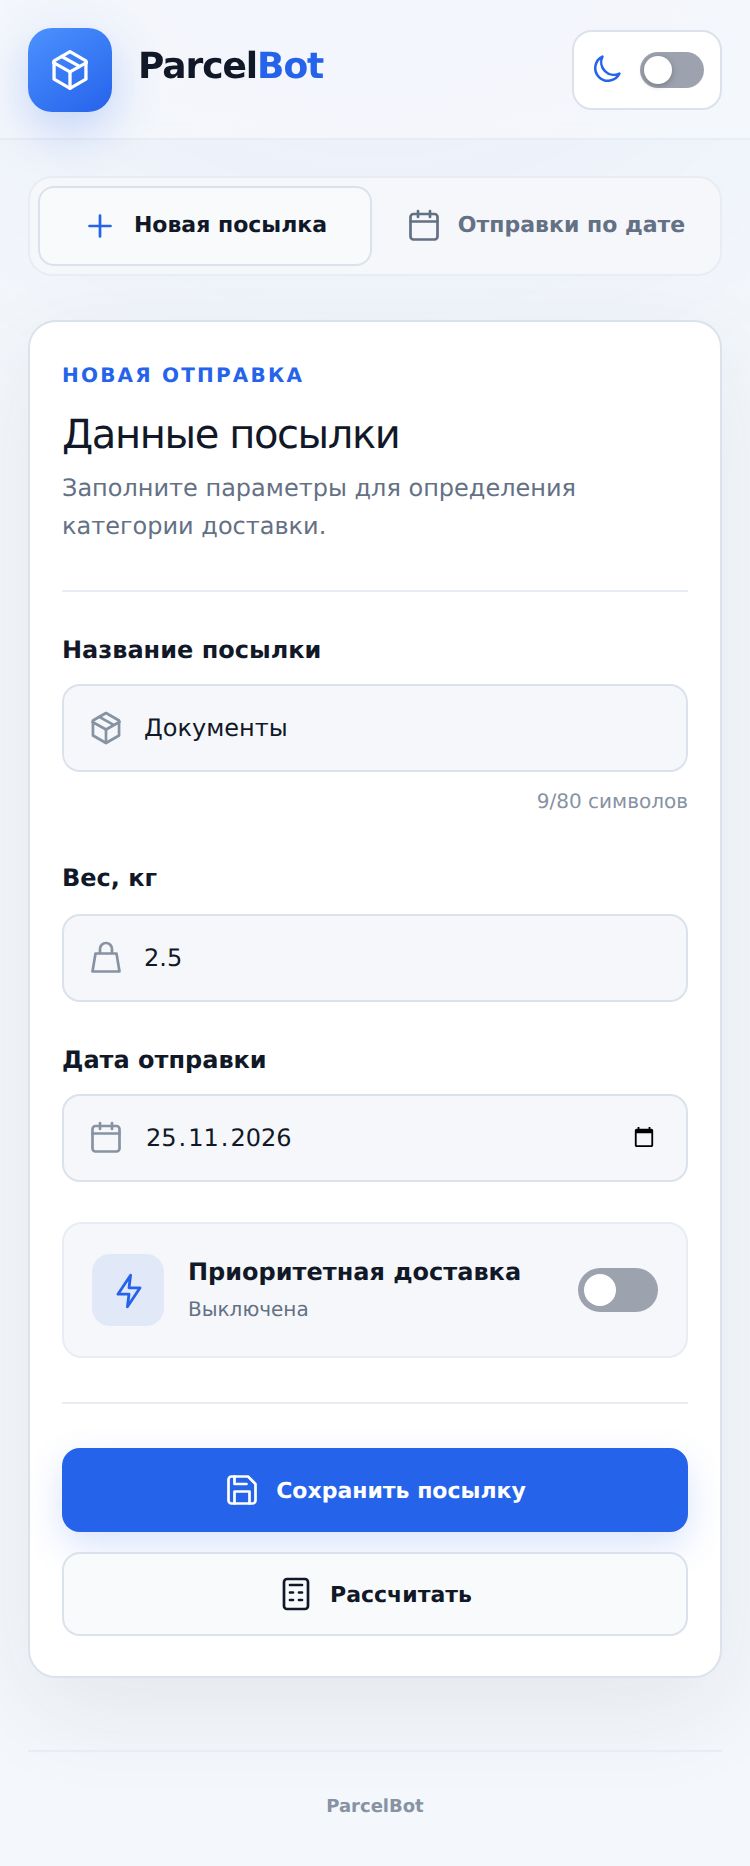 ParcelBot
Новая посылка
Отправки по дате
НОВАЯ ОТПРАВКА
Данные посылки
Заполните параметры для определения
категории доставки.
Название посылки
Документы
9/80 символов
Вес, кг
2.5
Дата отправки
25.11.2026
Приоритетная доставка
Выключена
Сохранить посылку
Рассчитать
ParcelBot